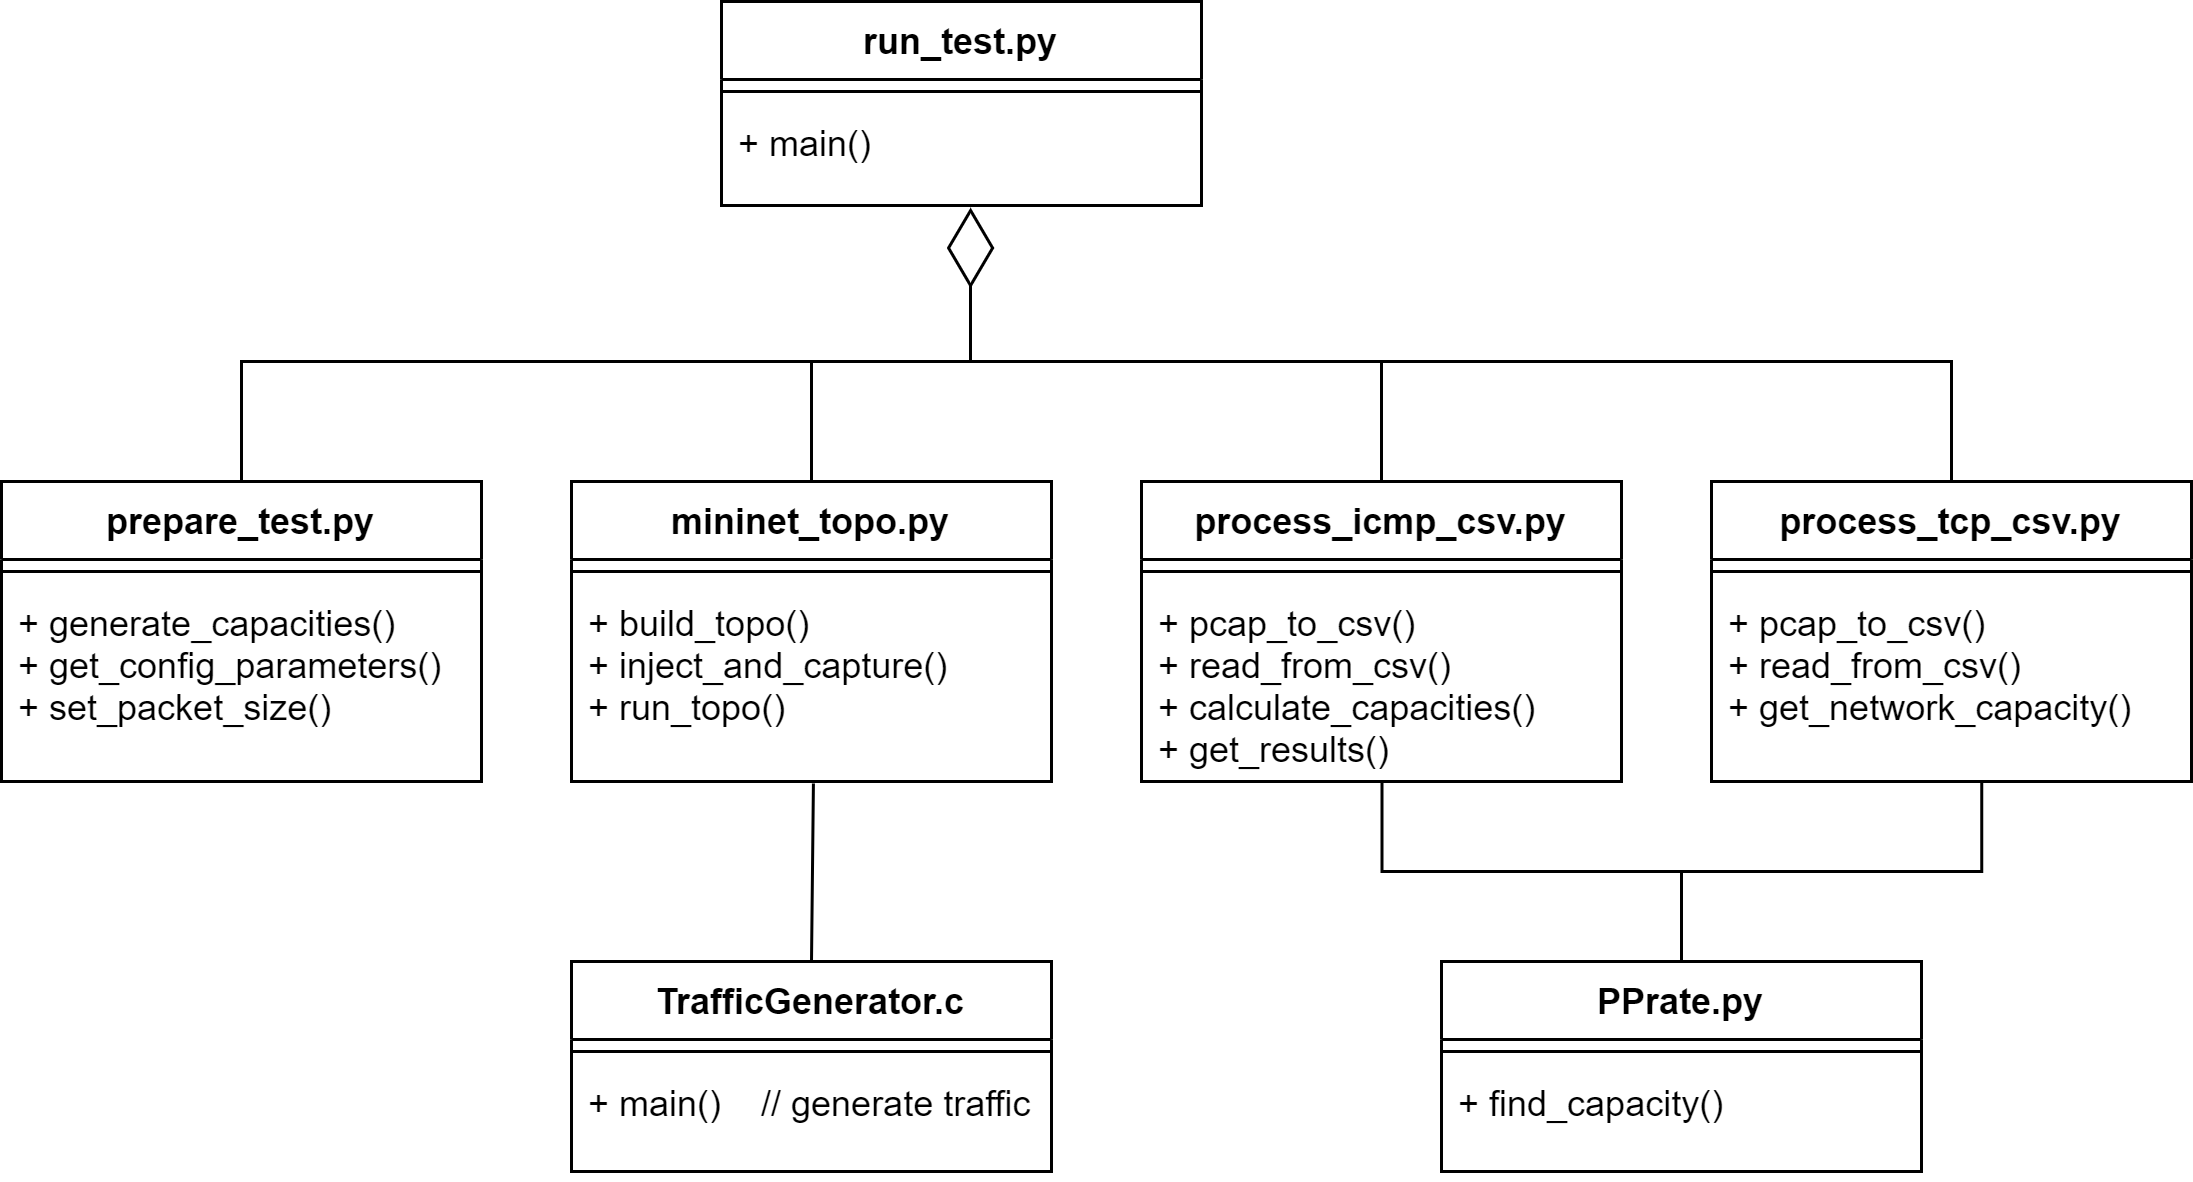 run_test.py
+ main()
prepare_test.py
+ generate_capacities()
+ get_config_parameters()
+ set_packet_size()
mininet_topo.py
+ build_topo()
+ inject_and_capture()
+ run_topo()
process_icmp_csv.py
+ pcap_to_csv()
+ read_from_csv()
+ calculate_capacities()
+ get_results()
process_tcp_csv.py
+ pcap_to_csv()
+ read_from_csv()
+ get_network_capacity()
TrafficGenerator.c
+ main()    // generate traffic
PPrate.py
+ find_capacity()